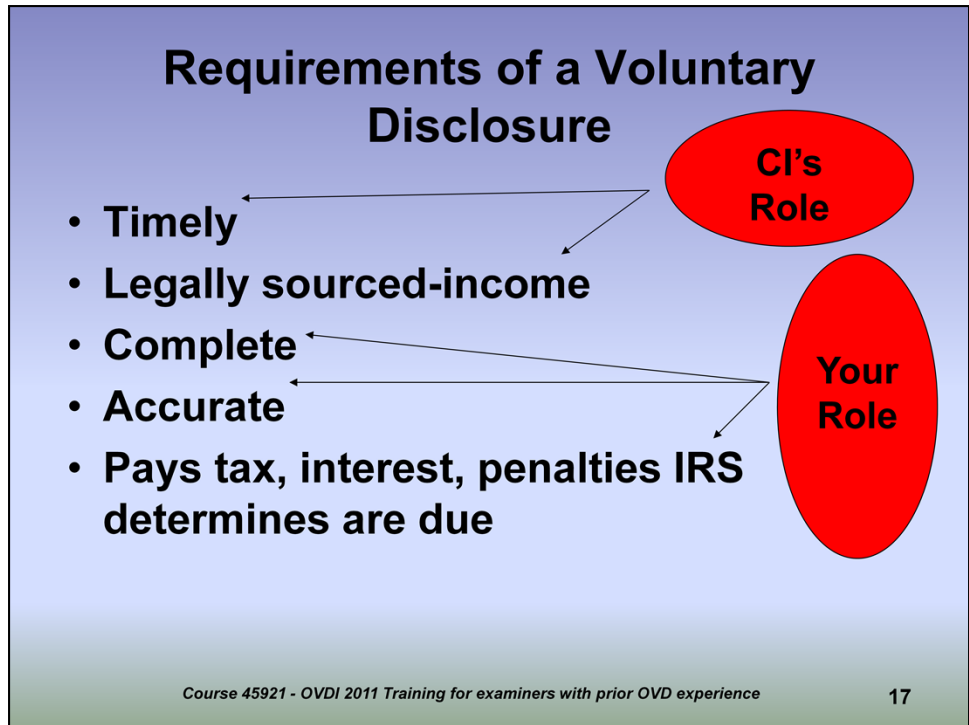 Requirements of a Voluntary
Disclosure
CI's
Role
• Timely
• Legally sourced-income
• Complete
• Accurate
• Pays tax, interest, penalties IRS
determines are due
Your
Role
Course 45921 - OVDI 2011 Training for examiners with prior OVD experience
17